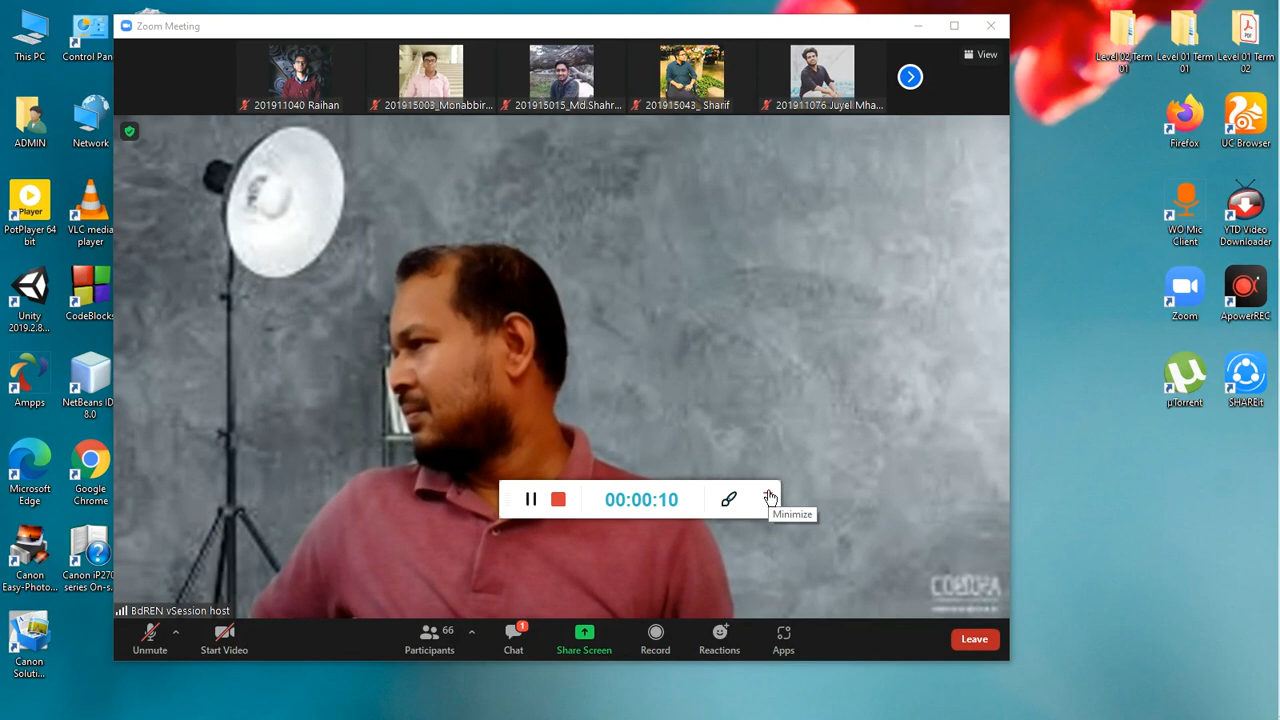 Zoom Meeting
View
201911040 Raihan
201915003_Monabbir...
201915015_Md.Shahr...
201915043_ Sharif
201911076 Juyel Mha...
BdREN vSession host
00:00:10
Minimize
Unmute
Start Video
66
Participants
1
Chat
Share Screen
Record
Reactions
Apps
Leave
This PC
Control Pan
ADMIN
Network
Player
PotPlayer 64
bit
VLC media
player
Unity
2019.2.8...
CodeBlocks
Ampps
NetBeans ID
8.0
Microsoft
Edge
Google
Chrome
Canon
Easy-Photo...
Canon iP270
series On-s.
Canon
Soluti...
Level 02 Term
01
Level 01 Term
01
PDF
Level 01 Term
02
Firefox
UC Browser
WO Mic
Client
YTD Video
Downloader
Zoom
ApowerREC
µTorrent
SHAREit